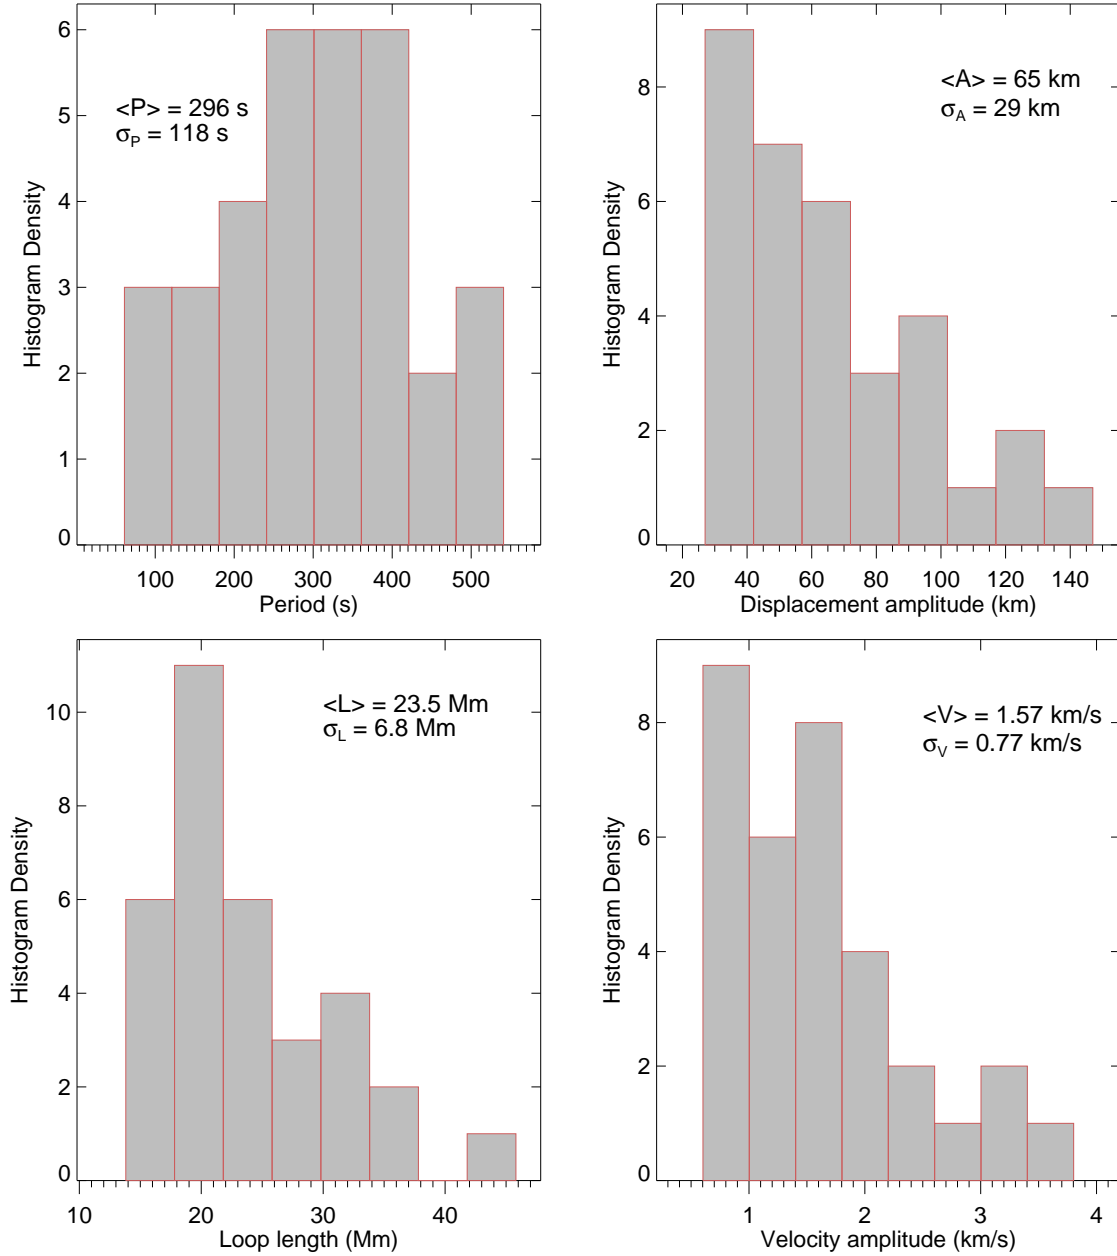 6
5
4
3
2
1
0
Histogram Density
<P> = 296 s
σP = 118 s
100 200 300 400 500
Period (s)
8
6
4
2
0
Histogram Density
<A> = 65 km
σA = 29 km
20 40 60 80 100 120 140
Displacement amplitude (km)
10
8
6
4
2
0
Histogram Density
<L> = 23.5 Mm
σL = 6.8 Mm
10 20 30 40
Loop length (Mm)
8
6
4
2
0
Histogram Density
<V> = 1.57 km/s
σV = 0.77 km/s
1 2 3 4
Velocity amplitude (km/s)